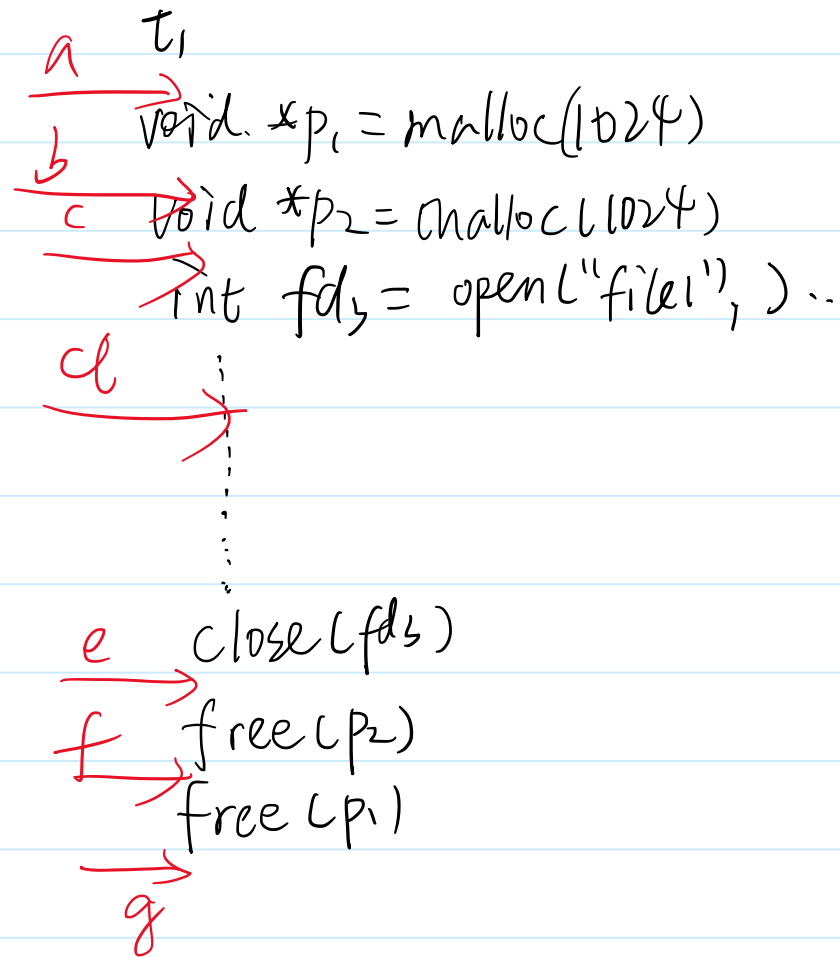 t₁
a
void *p₁ = malloc(1024)
b
void *p₂ = malloc(1024)
c
int fd₃ = open("file1", ) ..
d
close(fd₃)
e
free(p₂)
f
free(p₁)
g